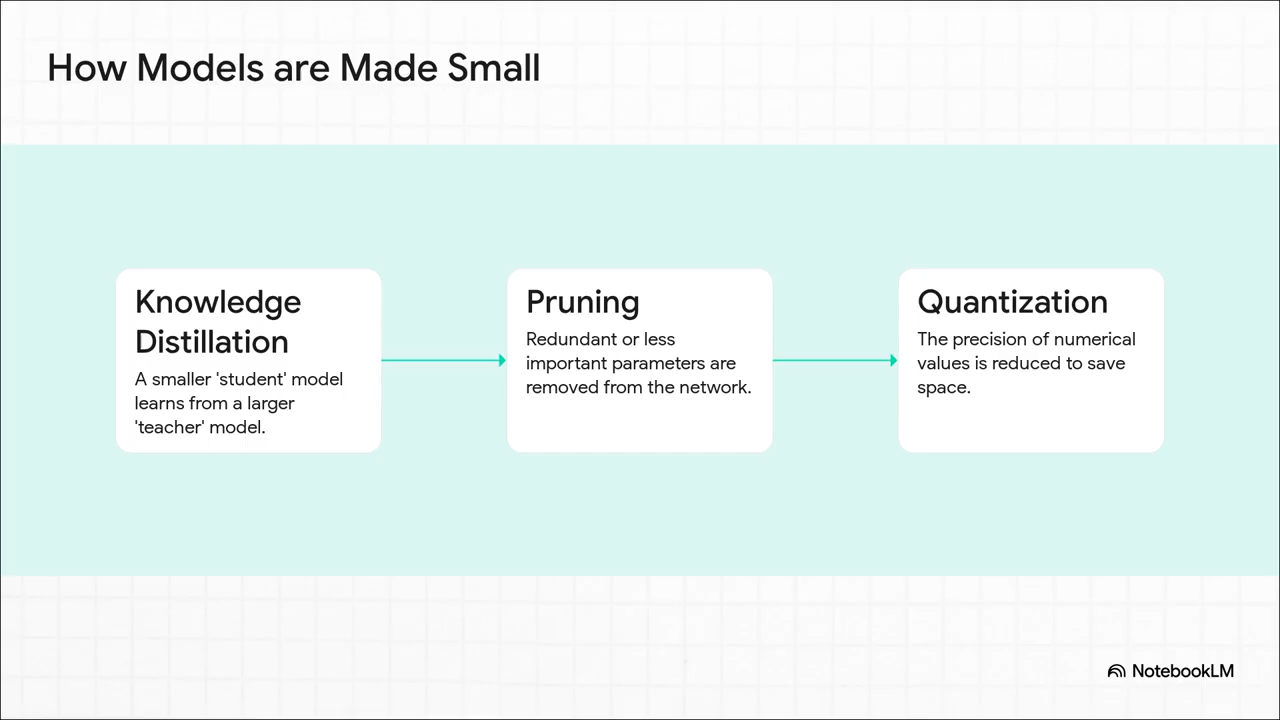 How Models are Made Small
Knowledge
Distillation
A smaller 'student' model
learns from a larger
'teacher' model.
Pruning
Redundant or less
important parameters are
removed from the network.
Quantization
The precision of numerical
values is reduced to save
space.
NotebookLM